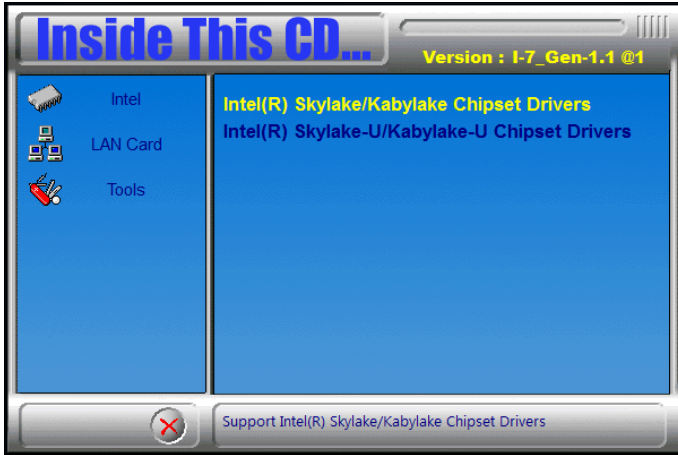 Inside This CD...
Version : I-7_Gen-1.1 @1
Intel
LAN Card
Tools
Intel(R) Skylake/Kabylake Chipset Drivers
Intel(R) Skylake-U/Kabylake-U Chipset Drivers
Support Intel(R) Skylake/Kabylake Chipset Drivers